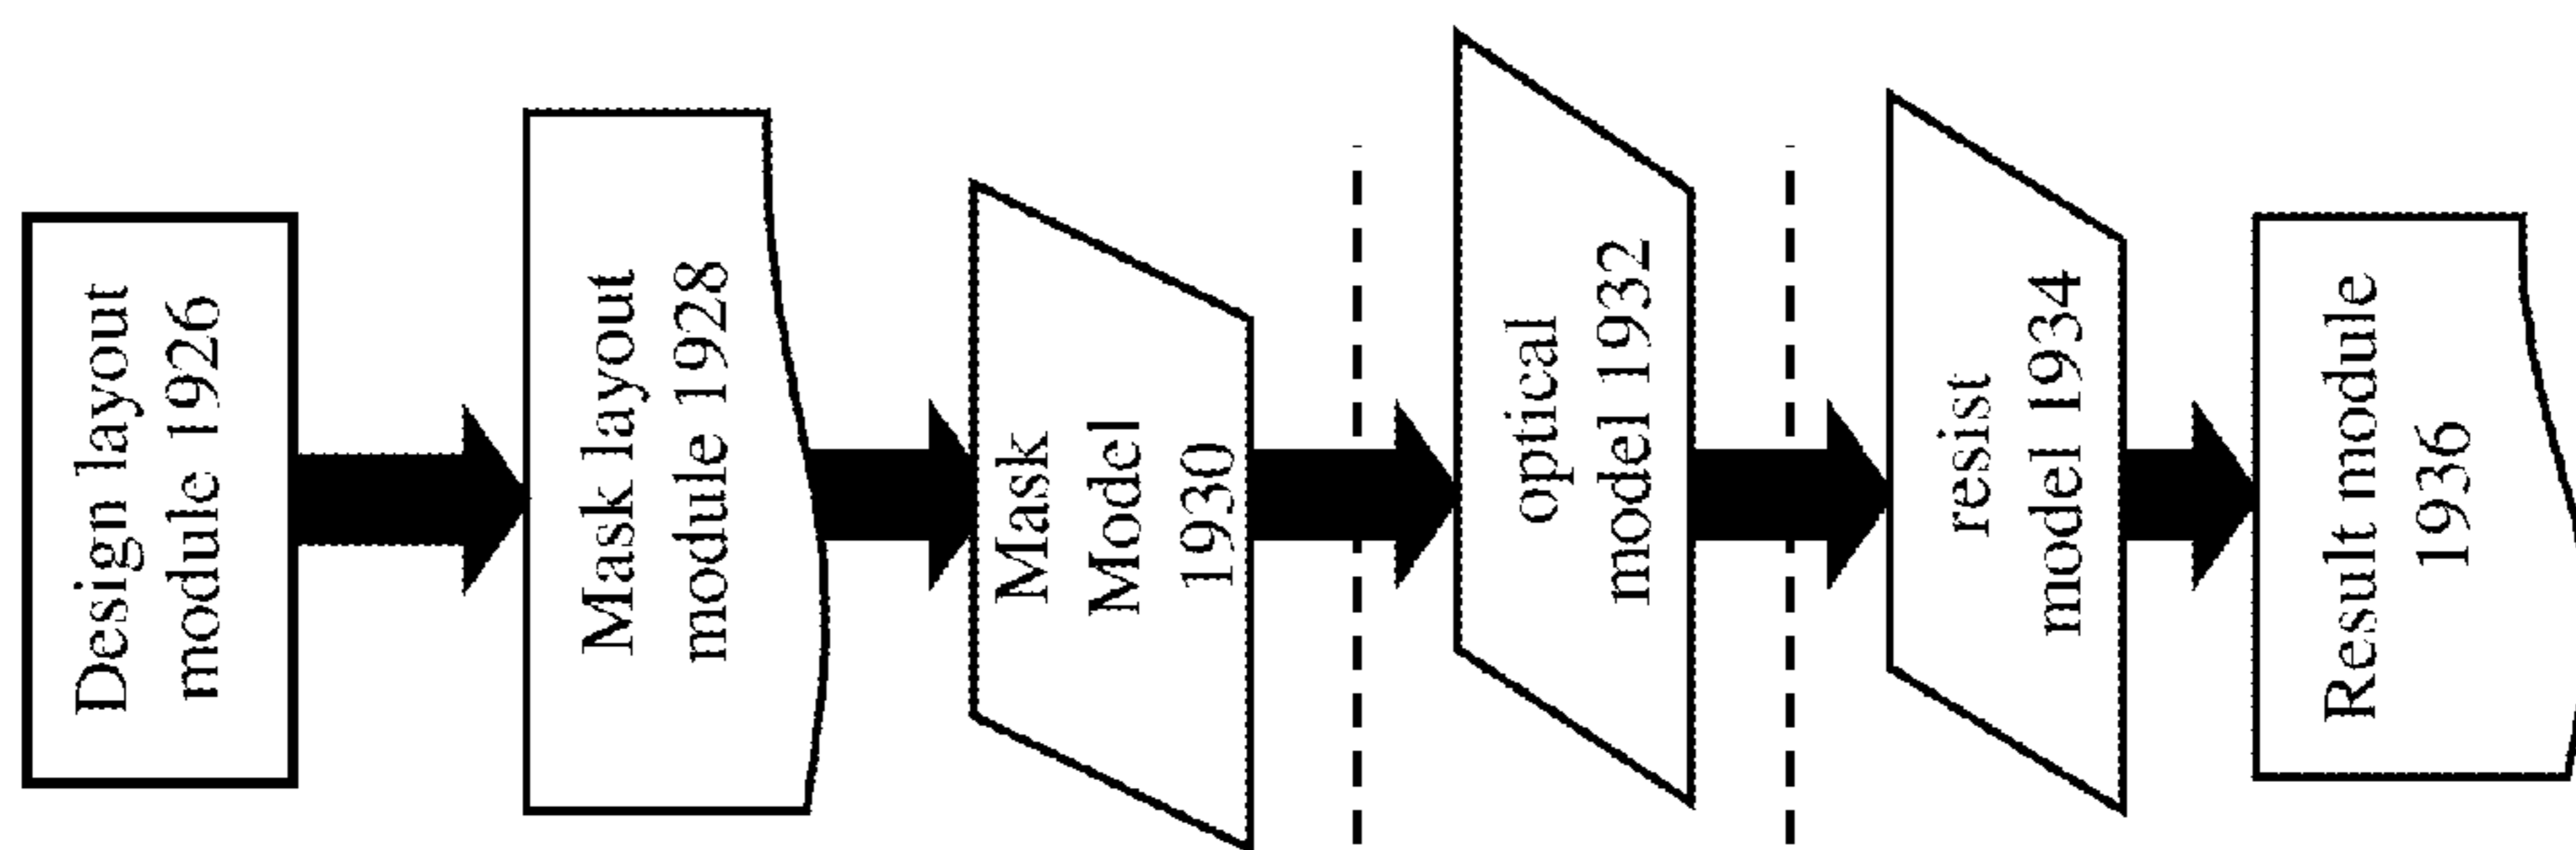 Design layout
module 1926
Mask layout
module 1928
Mask
Model
1930
optical
model 1932
resist
model 1934
Result module
1936